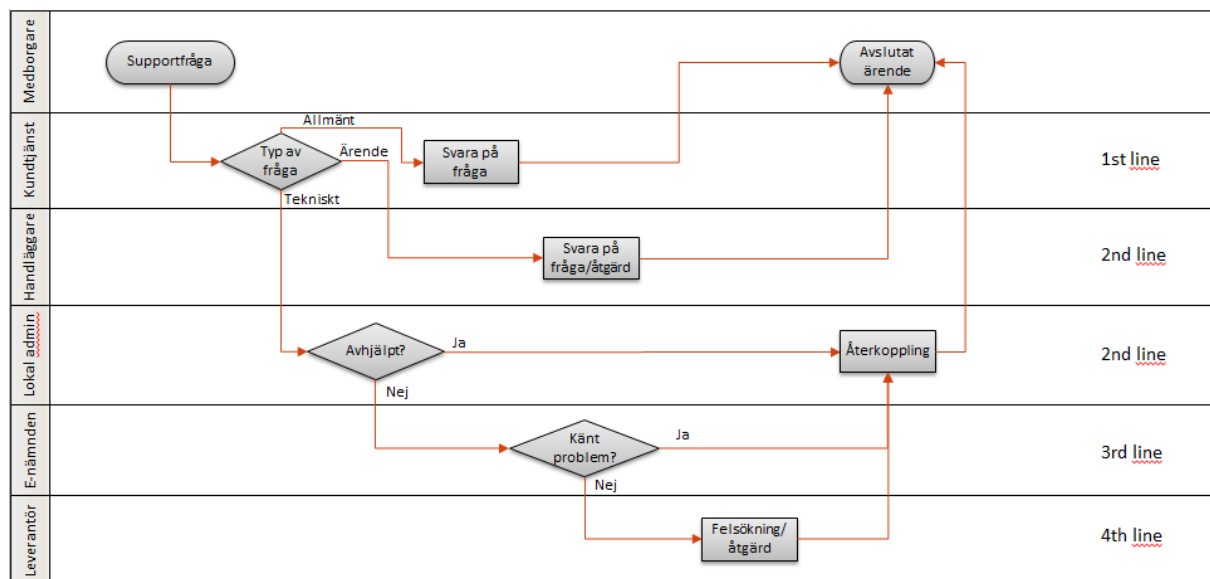 Medborgare
Supportfråga
Avslutat
ärende
Kundtjänst
Allmänt
Typ av
fråga
Ärende
Svara på
fråga
Tekniskt
1st line
Handläggare
Svara på
fråga/åtgärd
2nd line
Lokal admin
Avhjälpt?
Ja
Nej
Återkoppling
2nd line
E-nämnden
Känt
problem?
Ja
Nej
3rd line
Leverantör
Felsökning/
åtgärd
4th line